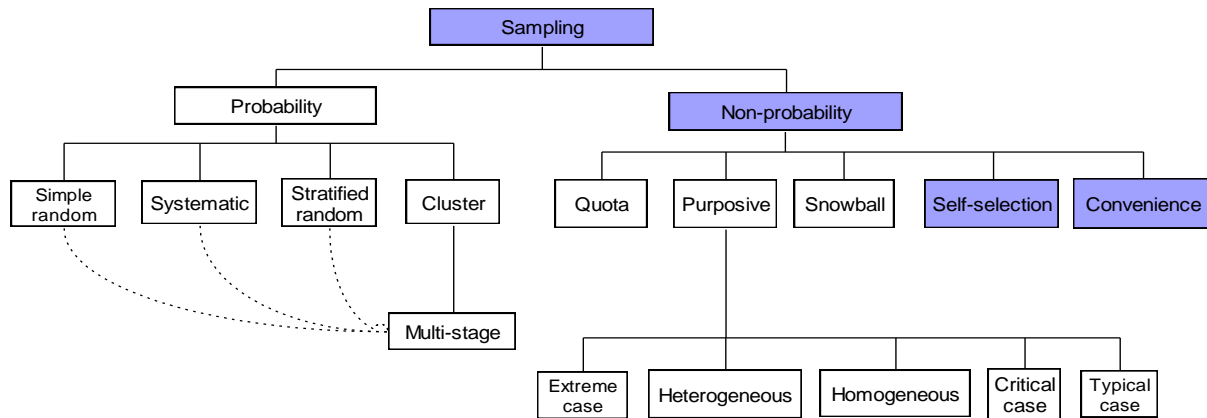 Sampling
Probability
Non-probability
Simple
random
Systematic
Stratified
random
Cluster
Quota
Purposive
Snowball
Self-selection
Convenience
Multi-stage
Extreme
case
Heterogeneous
Homogeneous
Critical
case
Typical
case